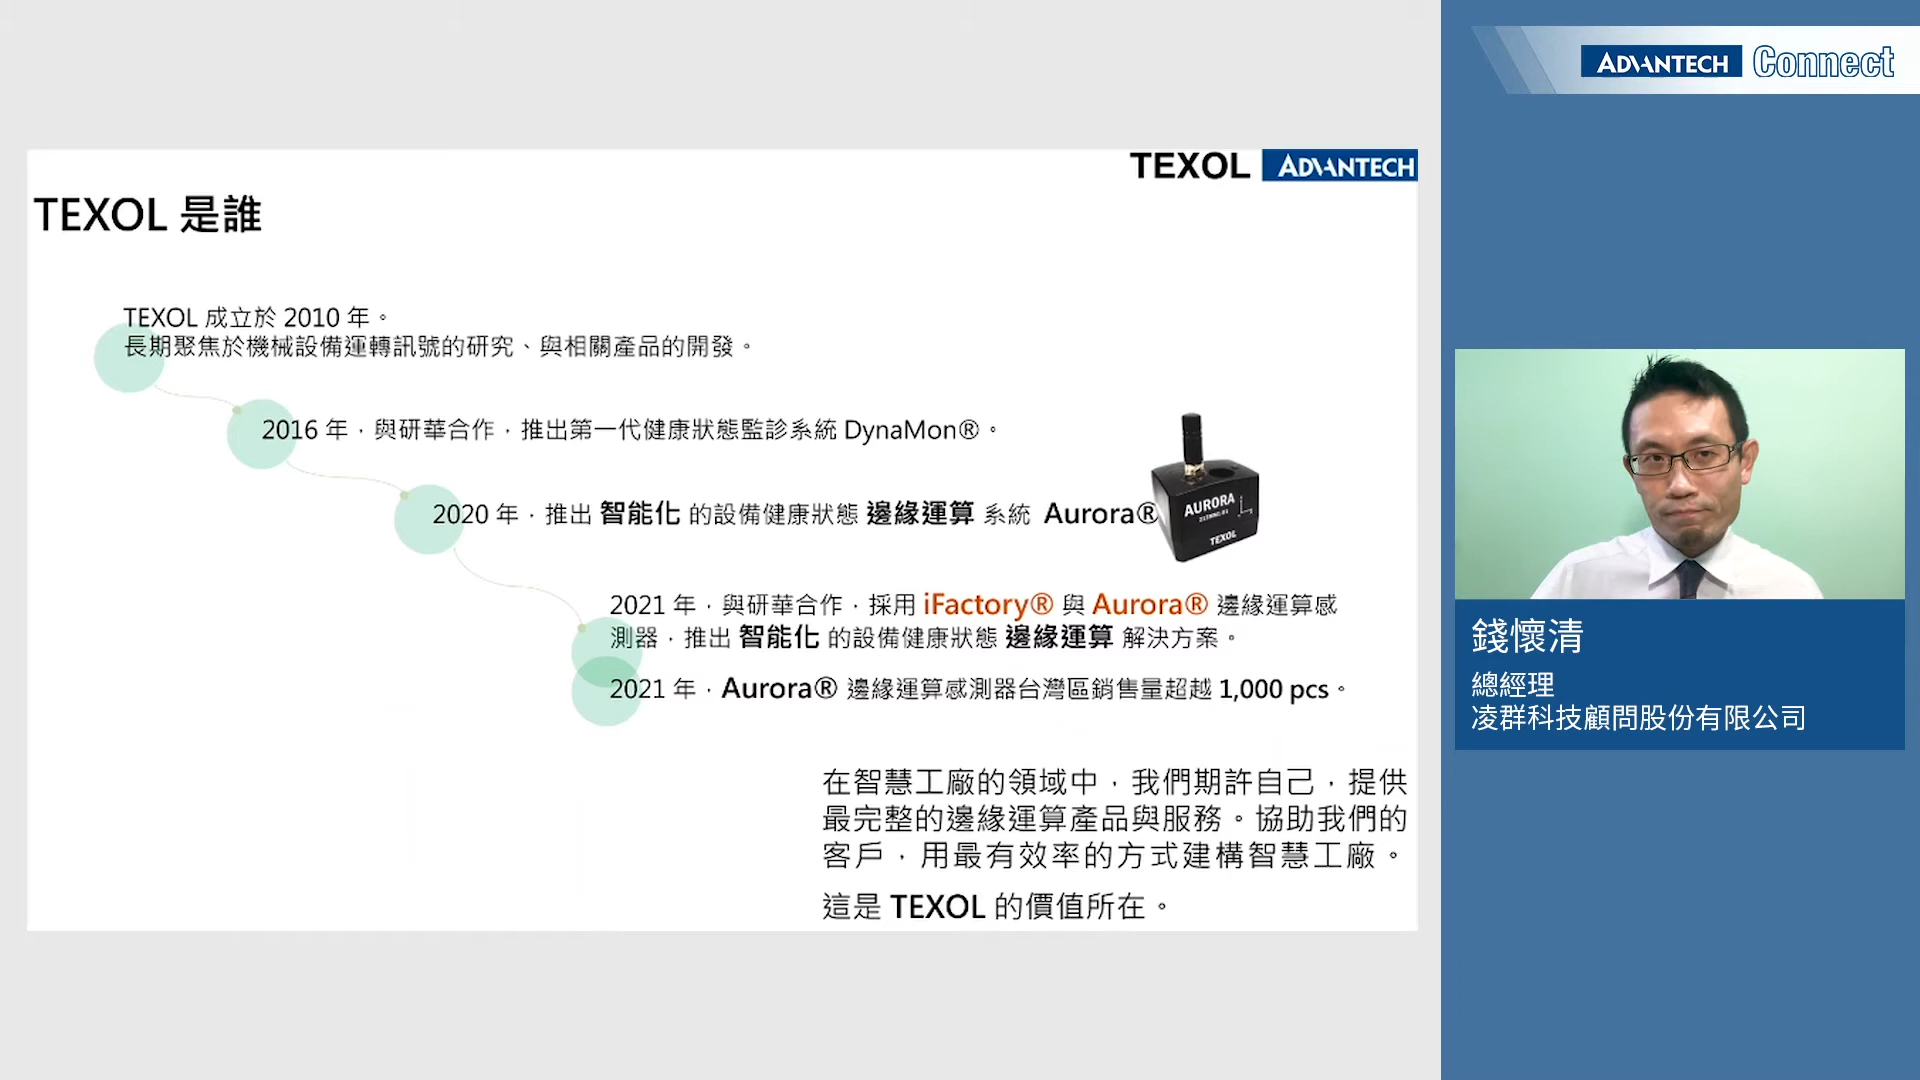 TEXOL ADVANTECH
TEXOL 是誰
TEXOL 成立於 2010 年。
長期聚焦於機械設備運轉訊號的研究、與相關產品的開發。
2016 年，與研華合作，推出第一代健康狀態監診系統 DynaMon®。
2020 年，推出 智能化 的設備健康狀態 邊緣運算 系統 Aurora®
AURORA
TEXOL
2021 年，與研華合作，採用 iFactory® 與 Aurora® 邊緣運算感
測器，推出 智能化 的設備健康狀態 邊緣運算 解決方案。
2021 年，Aurora® 邊緣運算感測器台灣區銷售量超越 1,000 pcs。
在智慧工廠的領域中，我們期許自己，提供
最完整的邊緣運算產品與服務。協助我們的
客戶，用最有效率的方式建構智慧工廠。
這是 TEXOL 的價值所在。
ADVANTECH Connect
錢懷清
總經理
凌群科技顧問股份有限公司